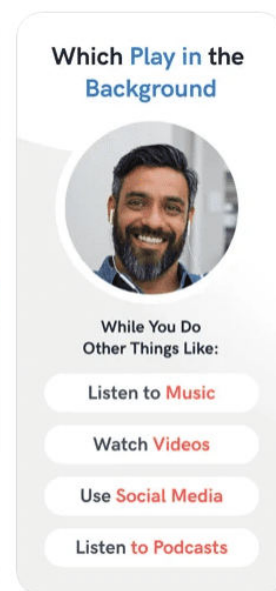 Which Play in the
Background
While You Do
Other Things Like:
Listen to Music
Watch Videos
Use Social Media
Listen to Podcasts